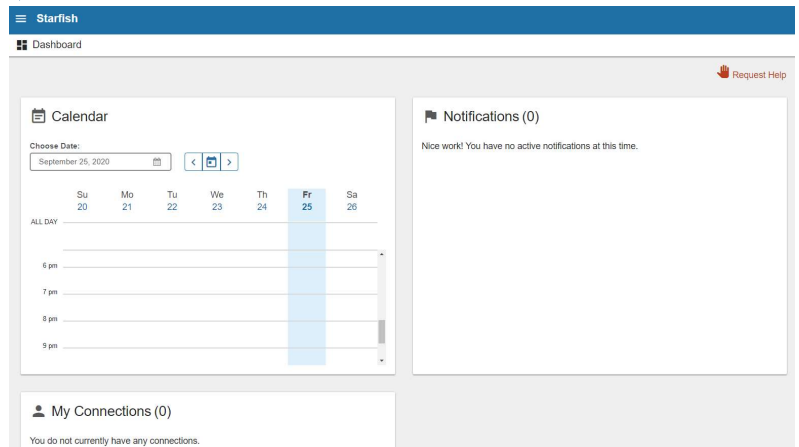 Starfish
Dashboard
Request Help
Calendar
Choose Date:
September 25, 2020
Su Mo Tu We Th Fr Sa
20 21 22 23 24 25 26
ALL DAY
6 pm
7 pm
8 pm
9 pm
Notifications (0)
Nice work! You have no active notifications at this time.
My Connections (0)
You do not currently have any connections.